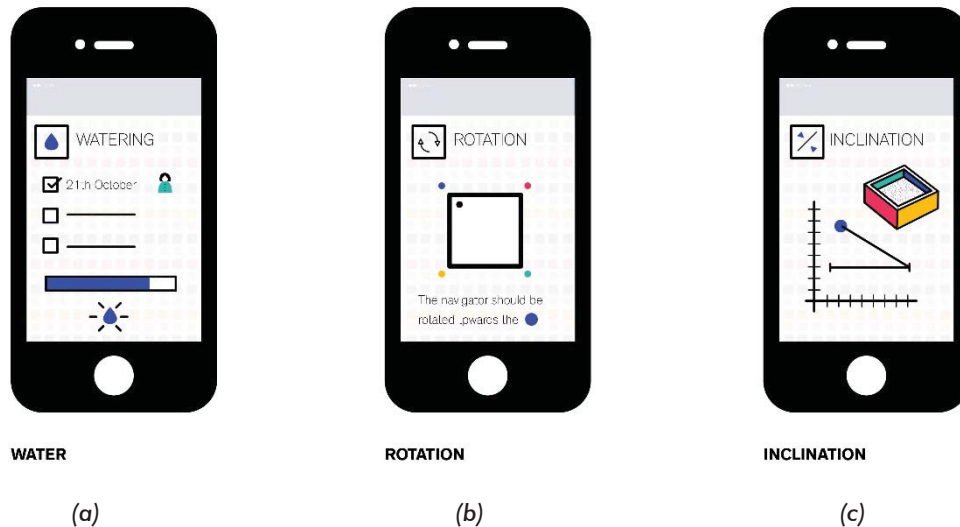 WATERING
21th October
ROTATION
The navigator should be
rotated towards the
INCLINATION
WATER
ROTATION
INCLINATION
(a)
(b)
(c)